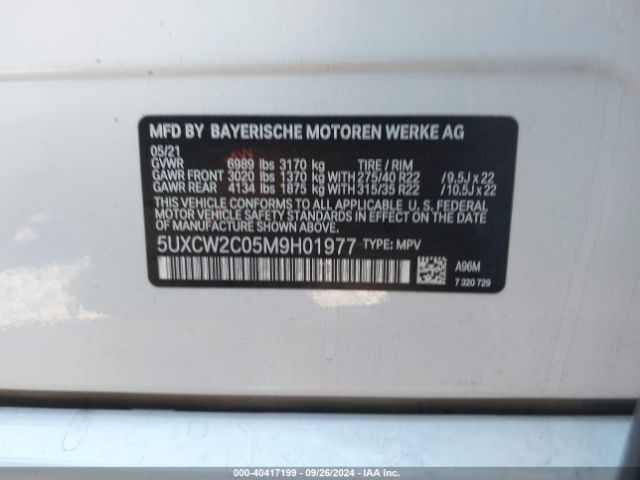 MFD BY BAYERISCHE MOTOREN WERKE AG
05/21
GVWR 6989 lbs 3170 kg TIRE / RIM
GAWR FRONT 3020 lbs 1370 kg WITH 275/40 R22 / 9,5J x 22
GAWR REAR 4134 lbs 1875 kg WITH 315/35 R22 / 10,5J x 22
THIS VEHICLE CONFORMS TO ALL APPLICABLE U. S. FEDERAL
MOTOR VEHICLE SAFETY STANDARDS IN EFFECT ON THE DATE
OF MANUFACTURE SHOWN ABOVE.
5UXCW2C05M9H01977 TYPE: MPV
A96M
7 320 729
000-40417199 - 09/26/2024 - IAA Inc.